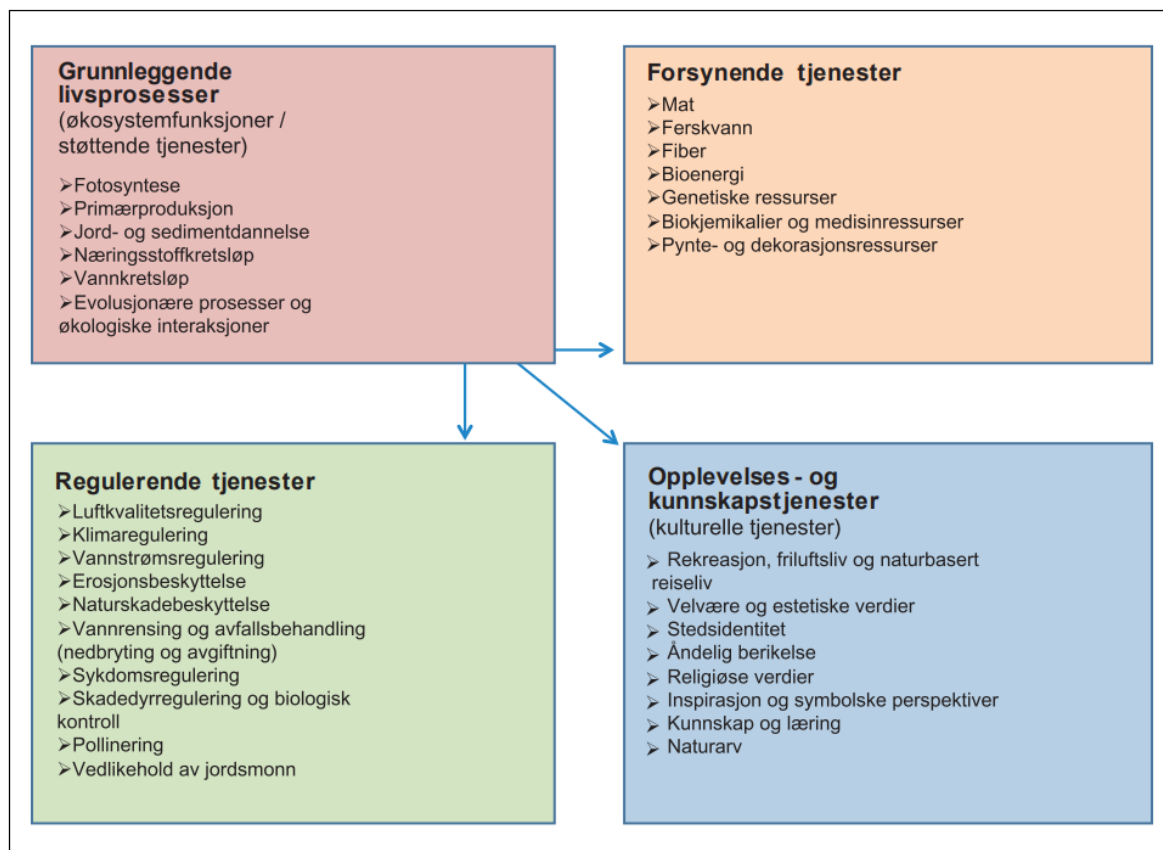 Grunnleggende
livsprosesser
(økosystemfunksjoner /
støttende tjenester)
➢Fotosyntese
➢Primærproduksjon
➢Jord- og sedimentdannelse
➢Næringsstoffkretsløp
➢Vannkretsløp
➢Evolusjonære prosesser og
økologiske interaksjoner
Forsynende tjenester
➢Mat
➢Ferskvann
➢Fiber
➢Bioenergi
➢Genetiske ressurser
➢Biokjemikalier og medisinressurser
➢Pynte- og dekorasjonsressurser
Regulerende tjenester
➢Luftkvalitetsregulering
➢Klimaregulering
➢Vannstrømsregulering
➢Erosjonsbeskyttelse
➢Naturskadebeskyttelse
➢Vannrensing og avfallsbehandling
(nedbryting og avgiftning)
➢Sykdomsregulering
➢Skadedyrregulering og biologisk
kontroll
➢Pollinering
➢Vedlikehold av jordsmonn
Opplevelses - og
kunnskapstjenester
(kulturelle tjenester)
➢ Rekreasjon, friluftsliv og naturbasert
reiseliv
➢ Velvære og estetiske verdier
➢ Stedsidentitet
➢ Åndelig berikelse
➢ Religiøse verdier
➢ Inspirasjon og symbolske perspektiver
➢ Kunnskap og læring
➢ Naturarv